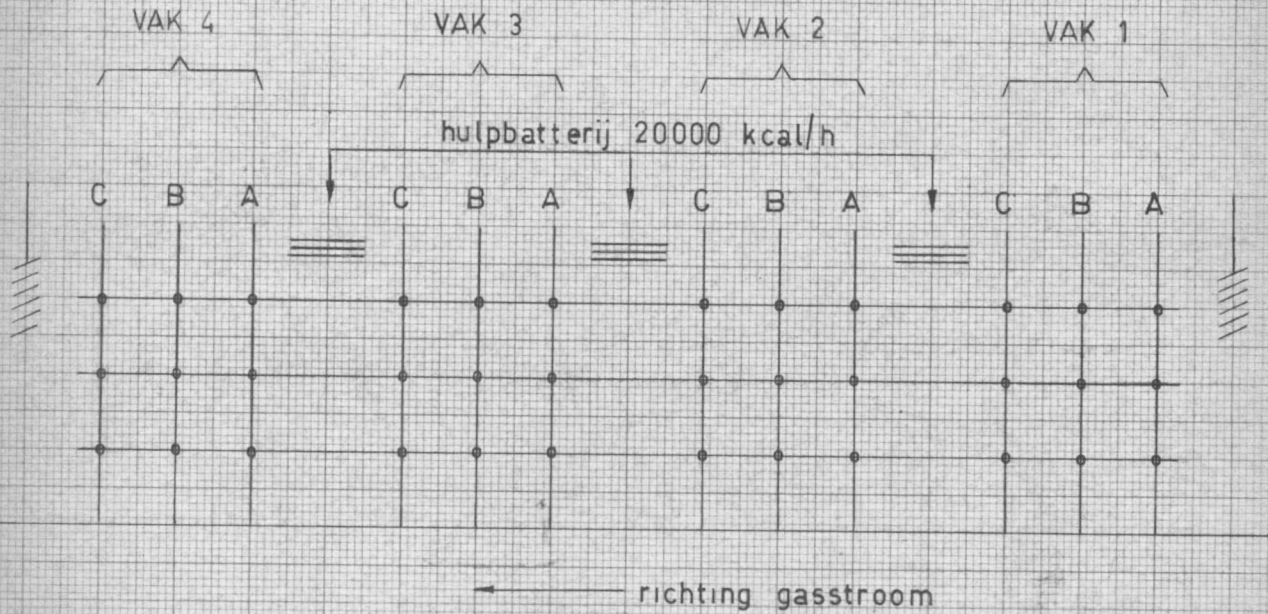 VAK 4 VAK 3 VAK 2 VAK 1
hulpbatterij 20000 kcal/h
C B A C B A C B A C B A
richting gasstroom